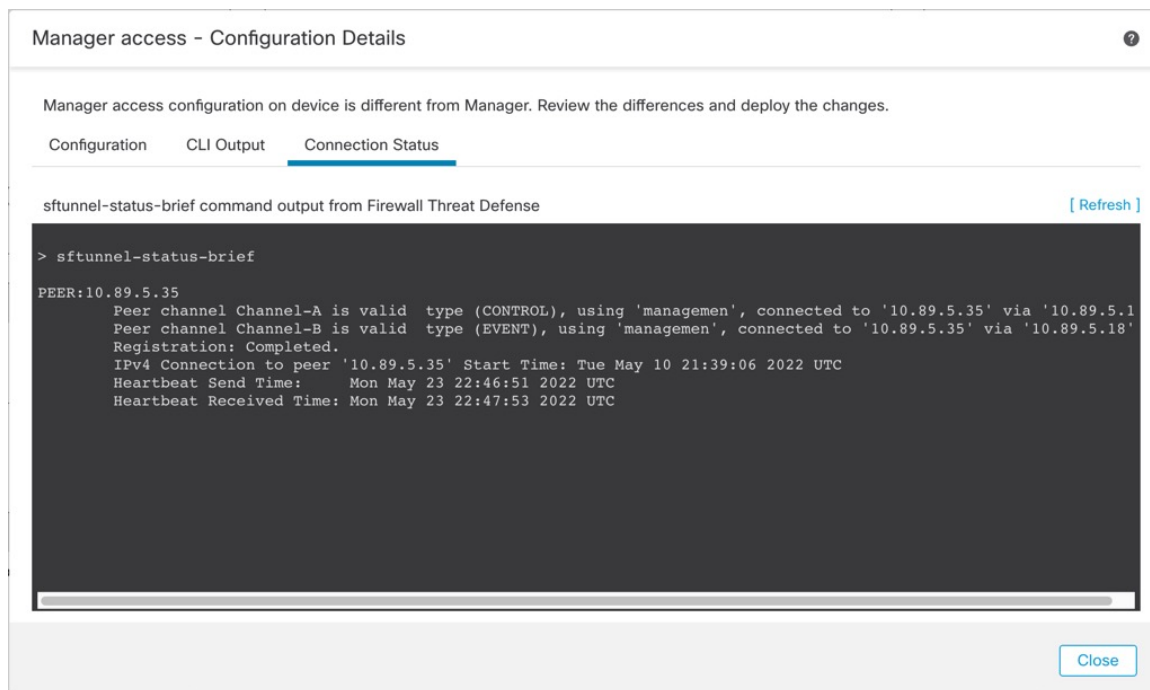 Manager access - Configuration Details
?
Manager access configuration on device is different from Manager. Review the differences and deploy the changes.
Configuration CLI Output Connection Status
sftunnel-status-brief command output from Firewall Threat Defense [ Refresh ]
> sftunnel-status-brief
PEER:10.89.5.35
Peer channel Channel-A is valid type (CONTROL), using 'managemen', connected to '10.89.5.35' via '10.89.5.1
Peer channel Channel-B is valid type (EVENT), using 'managemen', connected to '10.89.5.35' via '10.89.5.18'
Registration: Completed.
IPv4 Connection to peer '10.89.5.35' Start Time: Tue May 10 21:39:06 2022 UTC
Heartbeat Send Time: Mon May 23 22:46:51 2022 UTC
Heartbeat Received Time: Mon May 23 22:47:53 2022 UTC
Close